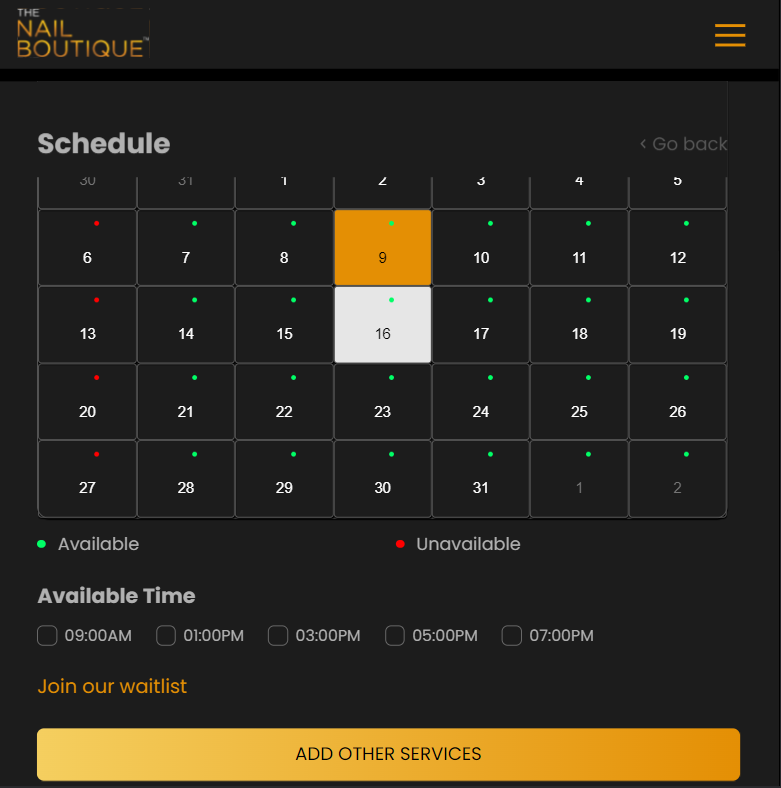 THE
NAIL
BOUTIQUE™
Schedule
‹ Go back
30 31 1 2 3 4 5
6 7 8 9 10 11 12
13 14 15 16 17 18 19
20 21 22 23 24 25 26
27 28 29 30 31 1 2
Available Unavailable
Available Time
09:00AM 01:00PM 03:00PM 05:00PM 07:00PM
Join our waitlist
ADD OTHER SERVICES